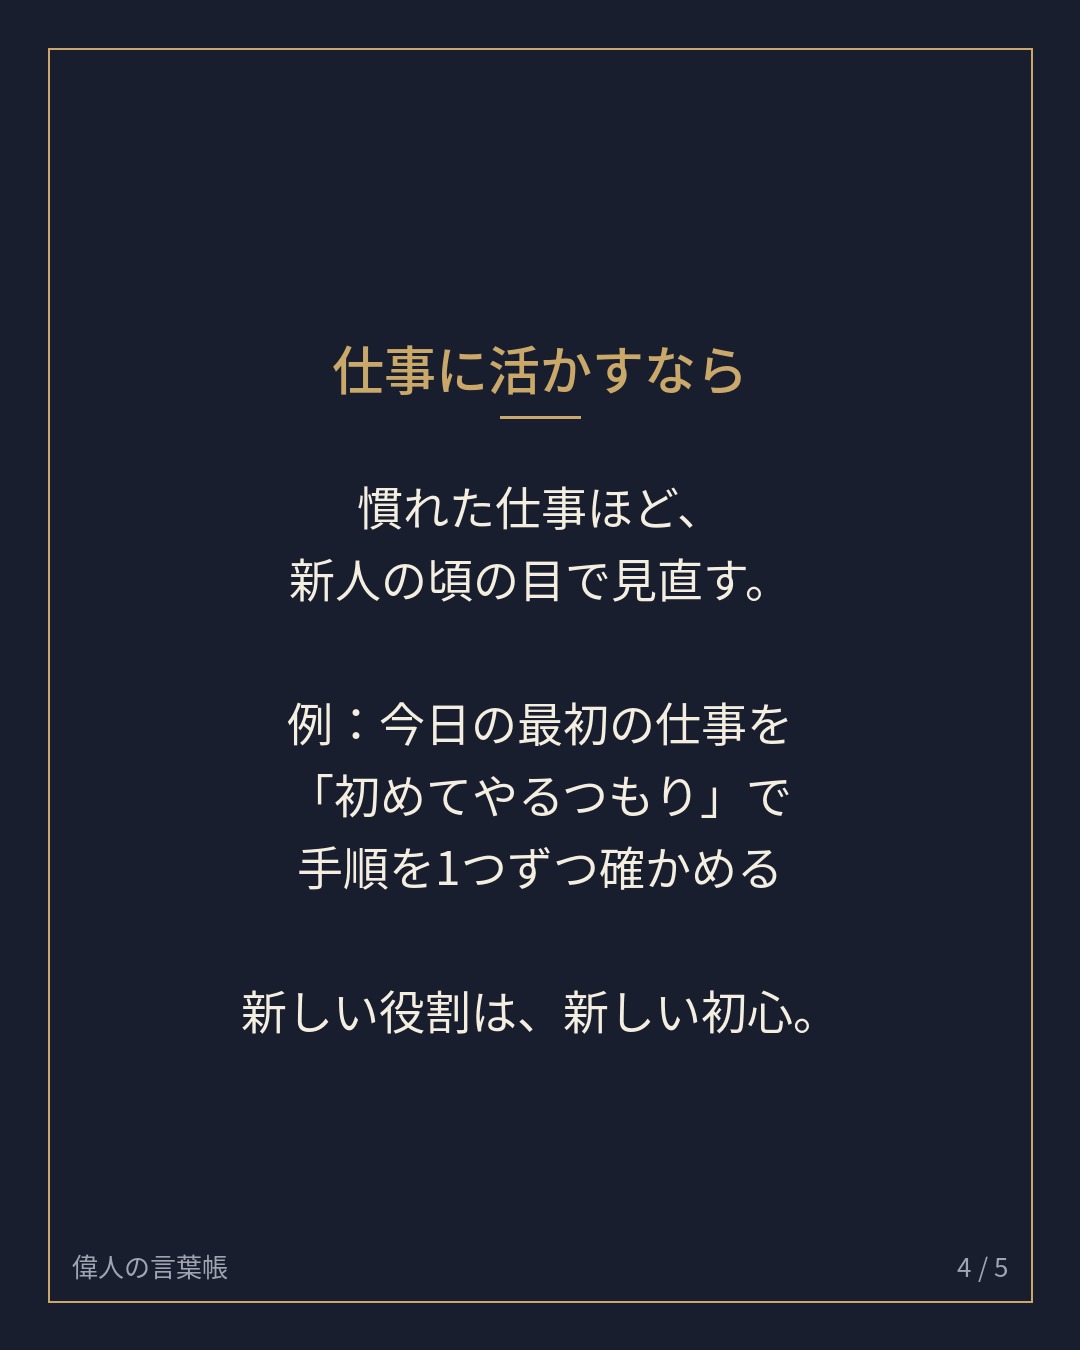 仕事に活かすなら
慣れた仕事ほど、
新人の頃の目で見直す。
例：今日の最初の仕事を
「初めてやるつもり」で
手順を1つずつ確かめる
新しい役割は、新しい初心。
偉人の言葉帳
4 / 5